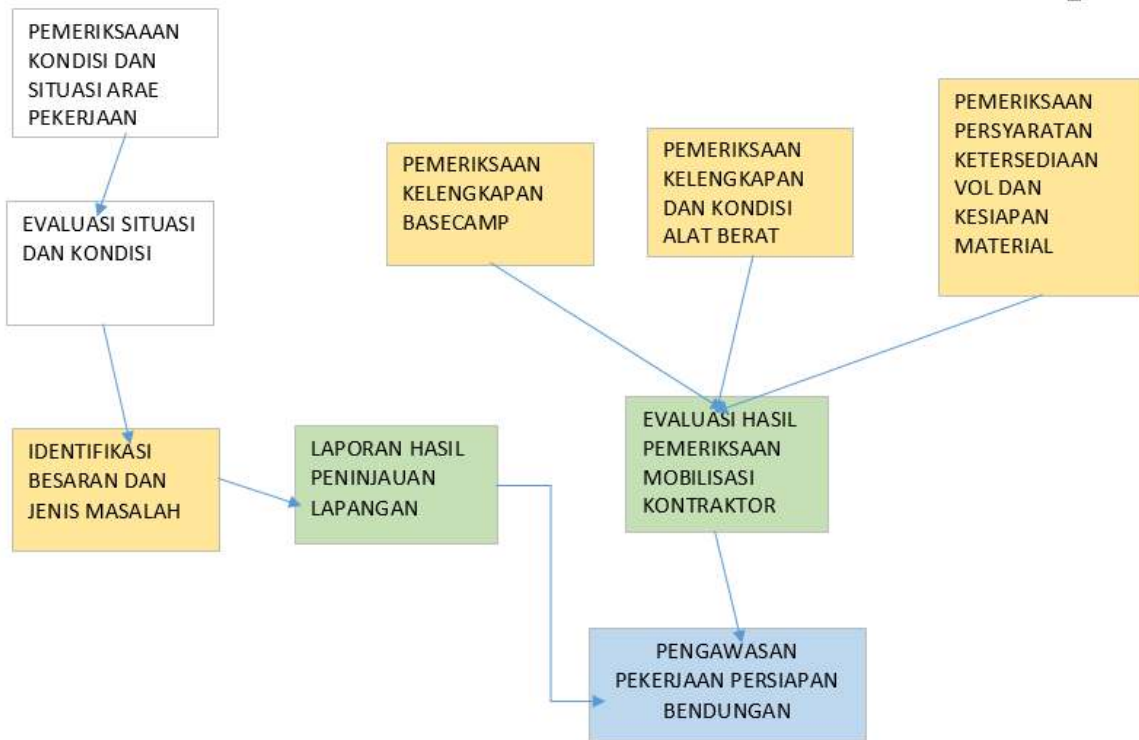 PEMERIKSAAAN
KONDISI DAN
SITUASI ARAE
PEKERJAAN
EVALUASI SITUASI
DAN KONDISI
IDENTIFIKASI
BESARAN DAN
JENIS MASALAH
LAPORAN HASIL
PENINJAUAN
LAPANGAN
PEMERIKSAAN
KELENGKAPAN
BASECAMP
PEMERIKSAAN
KELENGKAPAN
DAN KONDISI
ALAT BERAT
PEMERIKSAAN
PERSYARATAN
KETERSEDIAAN
VOL DAN
KESIAPAN
MATERIAL
EVALUASI HASIL
PEMERIKSAAN
MOBILISASI
KONTRAKTOR
PENGAWASAN
PEKERJAAN PERSIAPAN
BENDUNGAN